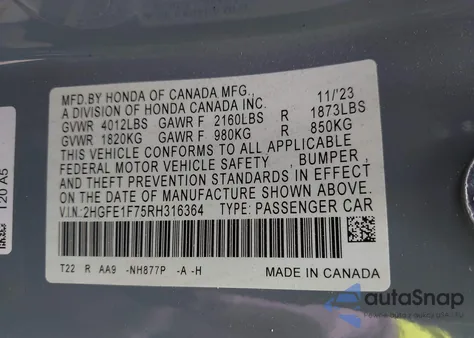 MFD.BY HONDA OF CANADA MFG.,
A DIVISION OF HONDA CANADA INC. 11/'23
GVWR 4012LBS GAWR F 2160LBS R 1873LBS
GVWR 1820KG GAWR F 980KG R 850KG
THIS VEHICLE CONFORMS TO ALL APPLICABLE
FEDERAL MOTOR VEHICLE SAFETY , BUMPER ,
AND THEFT PREVENTION STANDARDS IN EFFECT
ON THE DATE OF MANUFACTURE SHOWN ABOVE.
V.I.N: 2HGFE1F75RH316364 TYPE: PASSENGER CAR
T22 R AA9 -NH877P -A -H
MADE IN CANADA
T20 A5
autoSnap